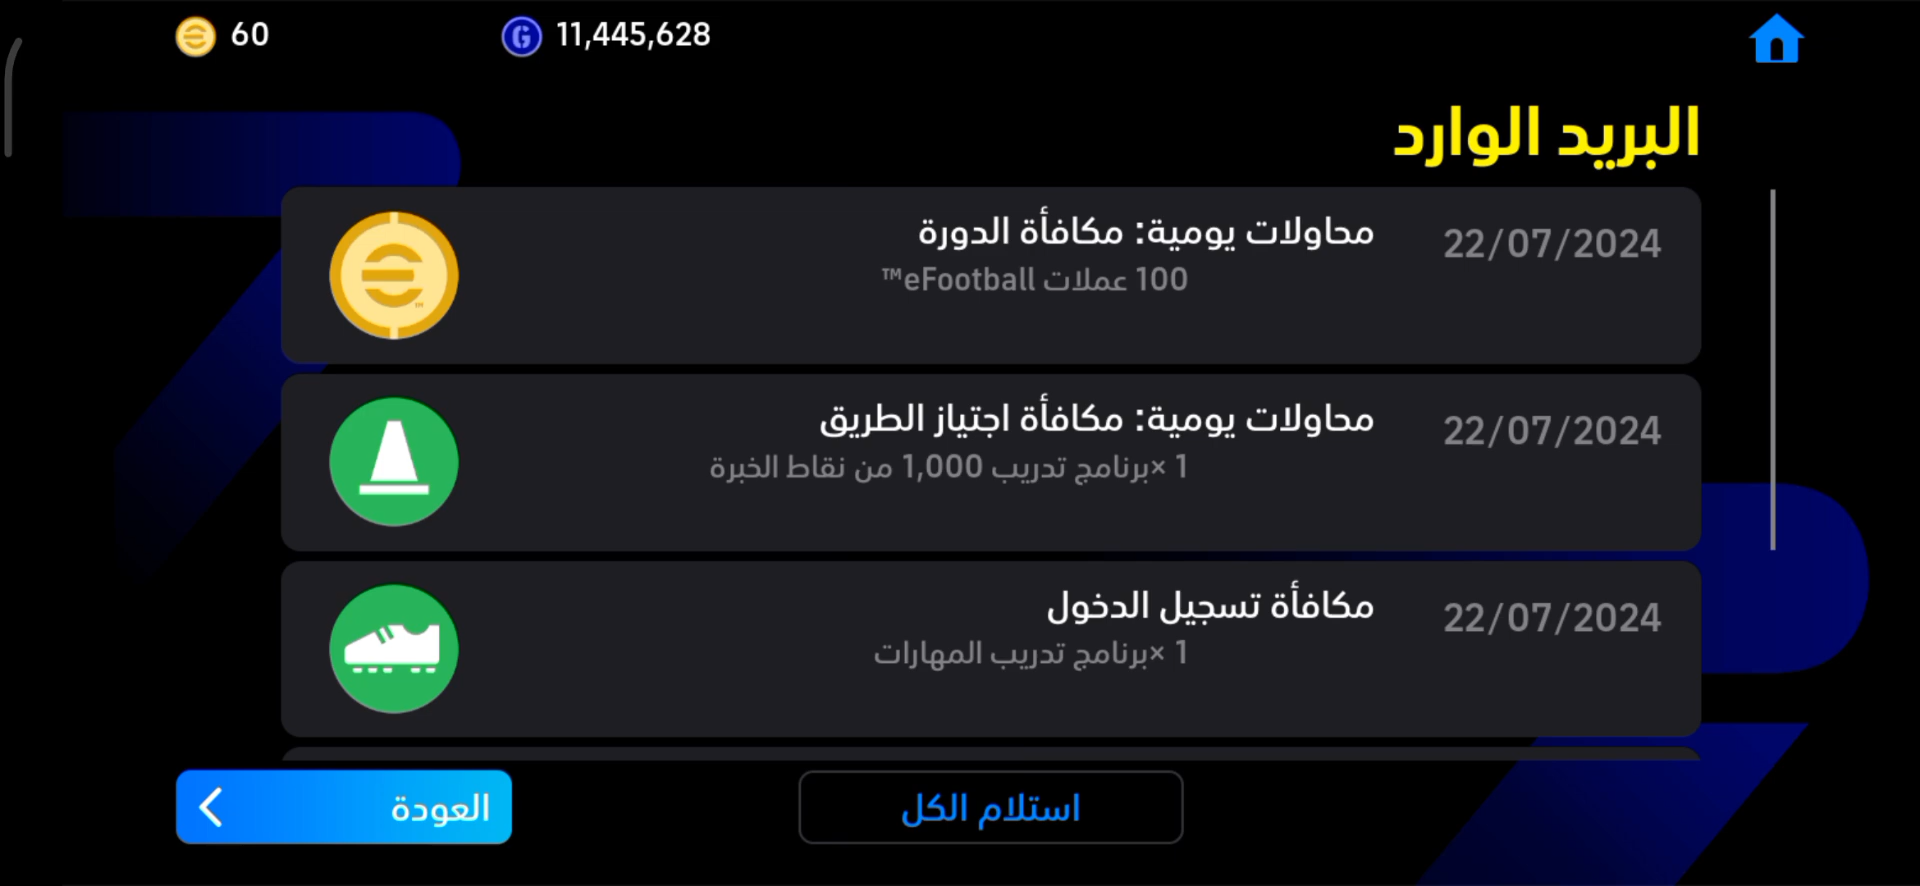 60
11,445,628
البريد الوارد
22/07/2024
محاولات يومية: مكافأة الدورة
100 عملات eFootball™
22/07/2024
محاولات يومية: مكافأة اجتياز الطريق
1 ×برنامج تدريب 1,000 من نقاط الخبرة
22/07/2024
مكافأة تسجيل الدخول
1 ×برنامج تدريب المهارات
استلام الكل
العودة